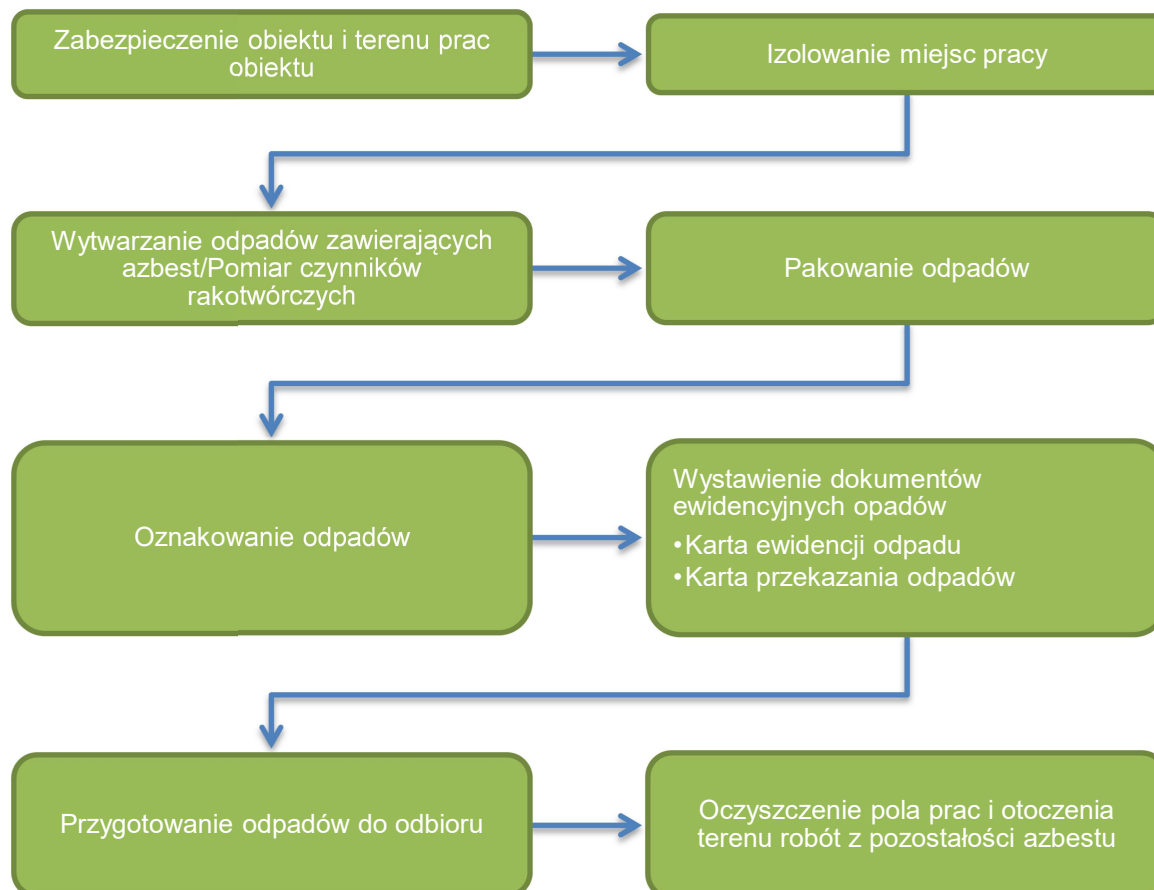 Zabezpieczenie obiektu i terenu prac
obiektu
Izolowanie miejsc pracy
Wytwarzanie odpadów zawierających
azbest/Pomiar czynników
rakotwórczych
Pakowanie odpadów
Oznakowanie odpadów
Wystawienie dokumentów
ewidencyjnych opadów
•Karta ewidencji odpadu
•Karta przekazania odpadów
Przygotowanie odpadów do odbioru
Oczyszczenie pola prac i otoczenia
terenu robót z pozostałości azbestu